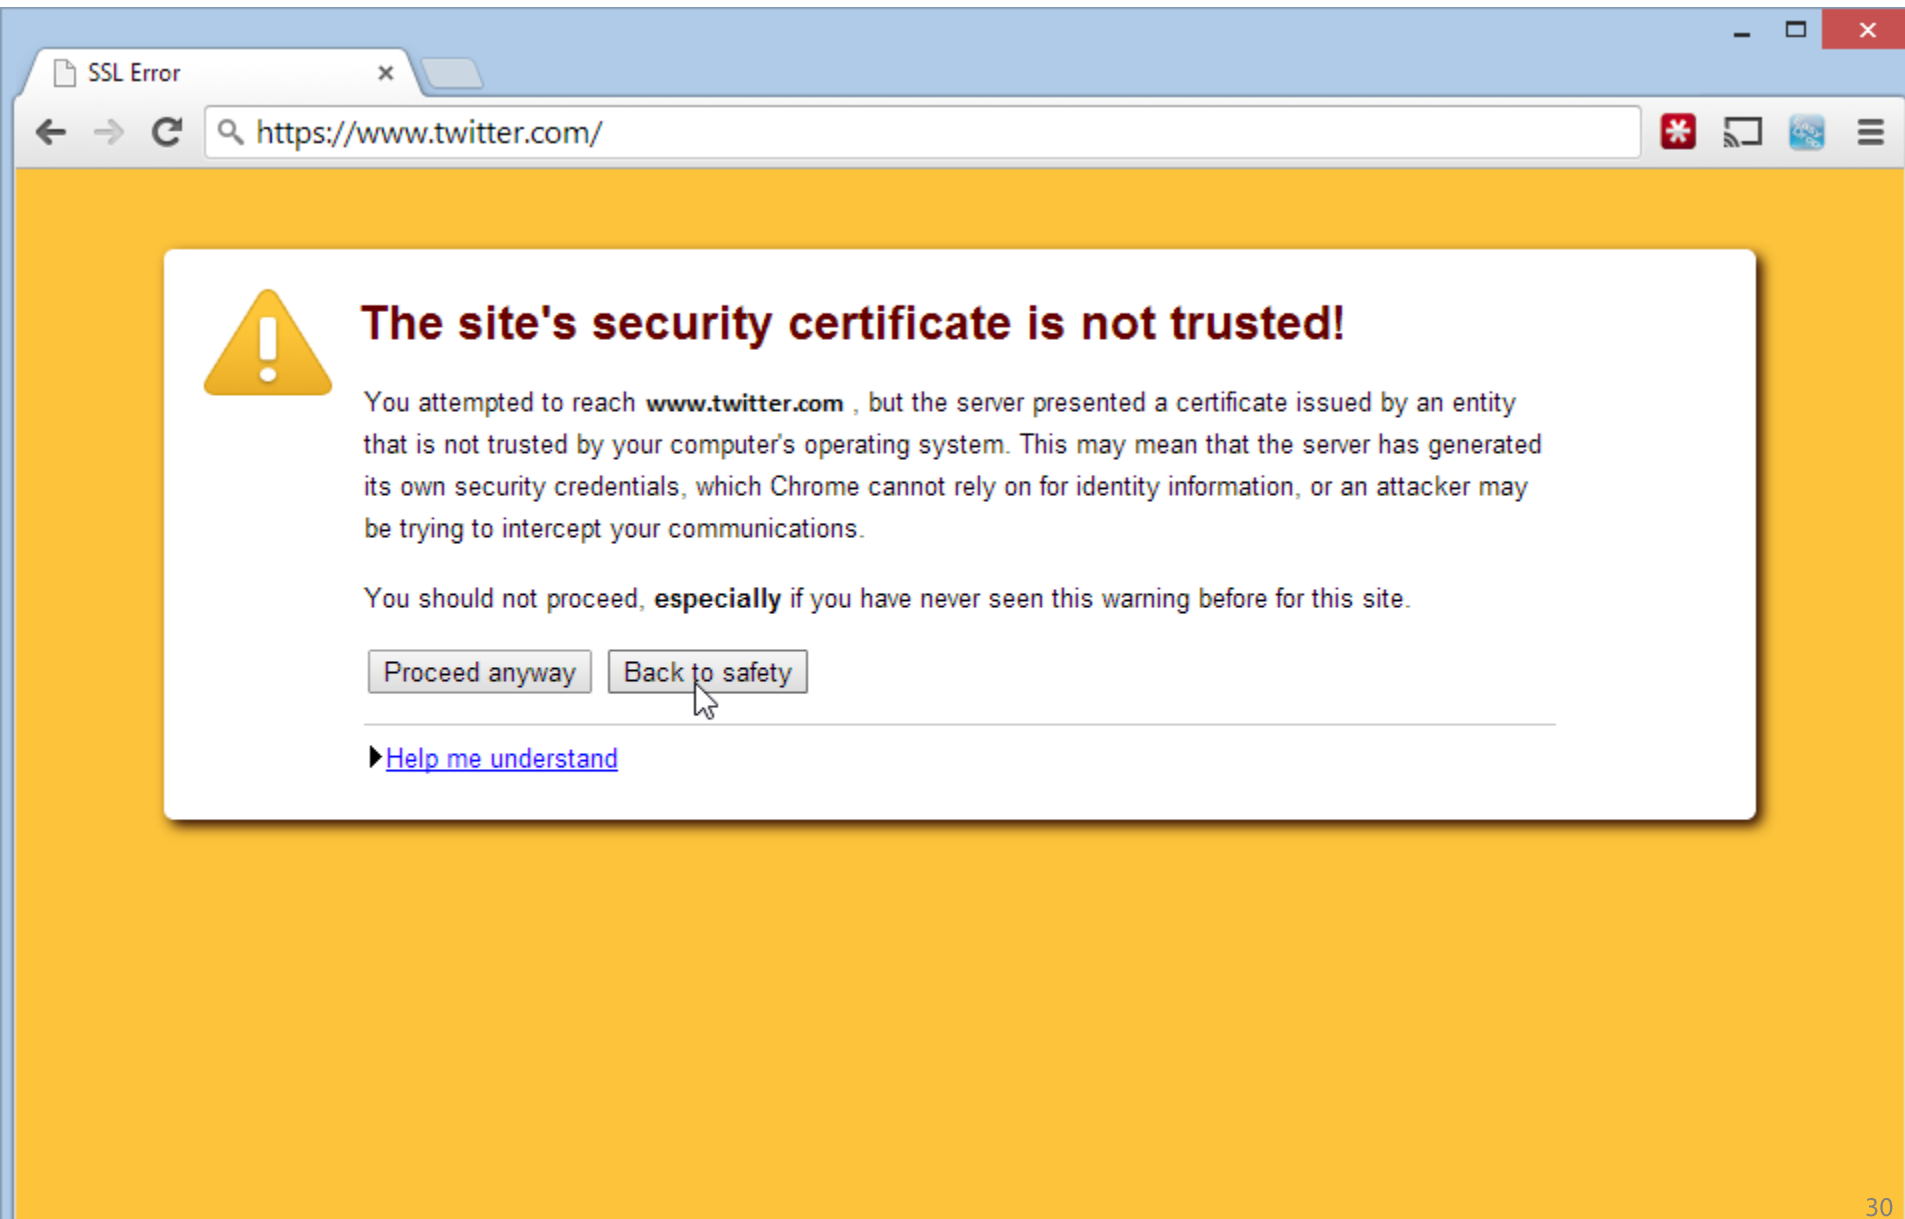 SSL Error
https://www.twitter.com/
The site's security certificate is not trusted!
You attempted to reach www.twitter.com , but the server presented a certificate issued by an entity
that is not trusted by your computer's operating system. This may mean that the server has generated
its own security credentials, which Chrome cannot rely on for identity information, or an attacker may
be trying to intercept your communications.
You should not proceed, especially if you have never seen this warning before for this site.
Proceed anyway Back to safety
Help me understand
30